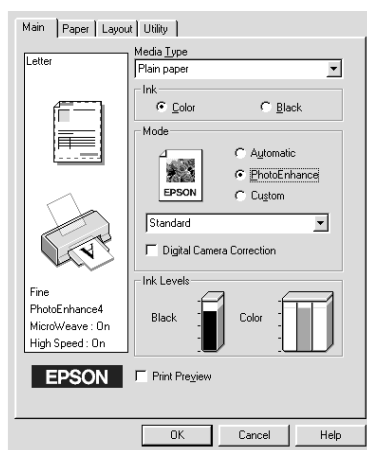 Main Paper Layout Utility
Letter
Media Type
Plain paper
Ink
Color Black
Mode
EPSON
Automatic
PhotoEnhance
Custom
Standard
Digital Camera Correction
A
Fine
PhotoEnhance4
MicroWeave : On
High Speed : On
Ink Levels
Black Color
EPSON
Print Preview
OK Cancel Help